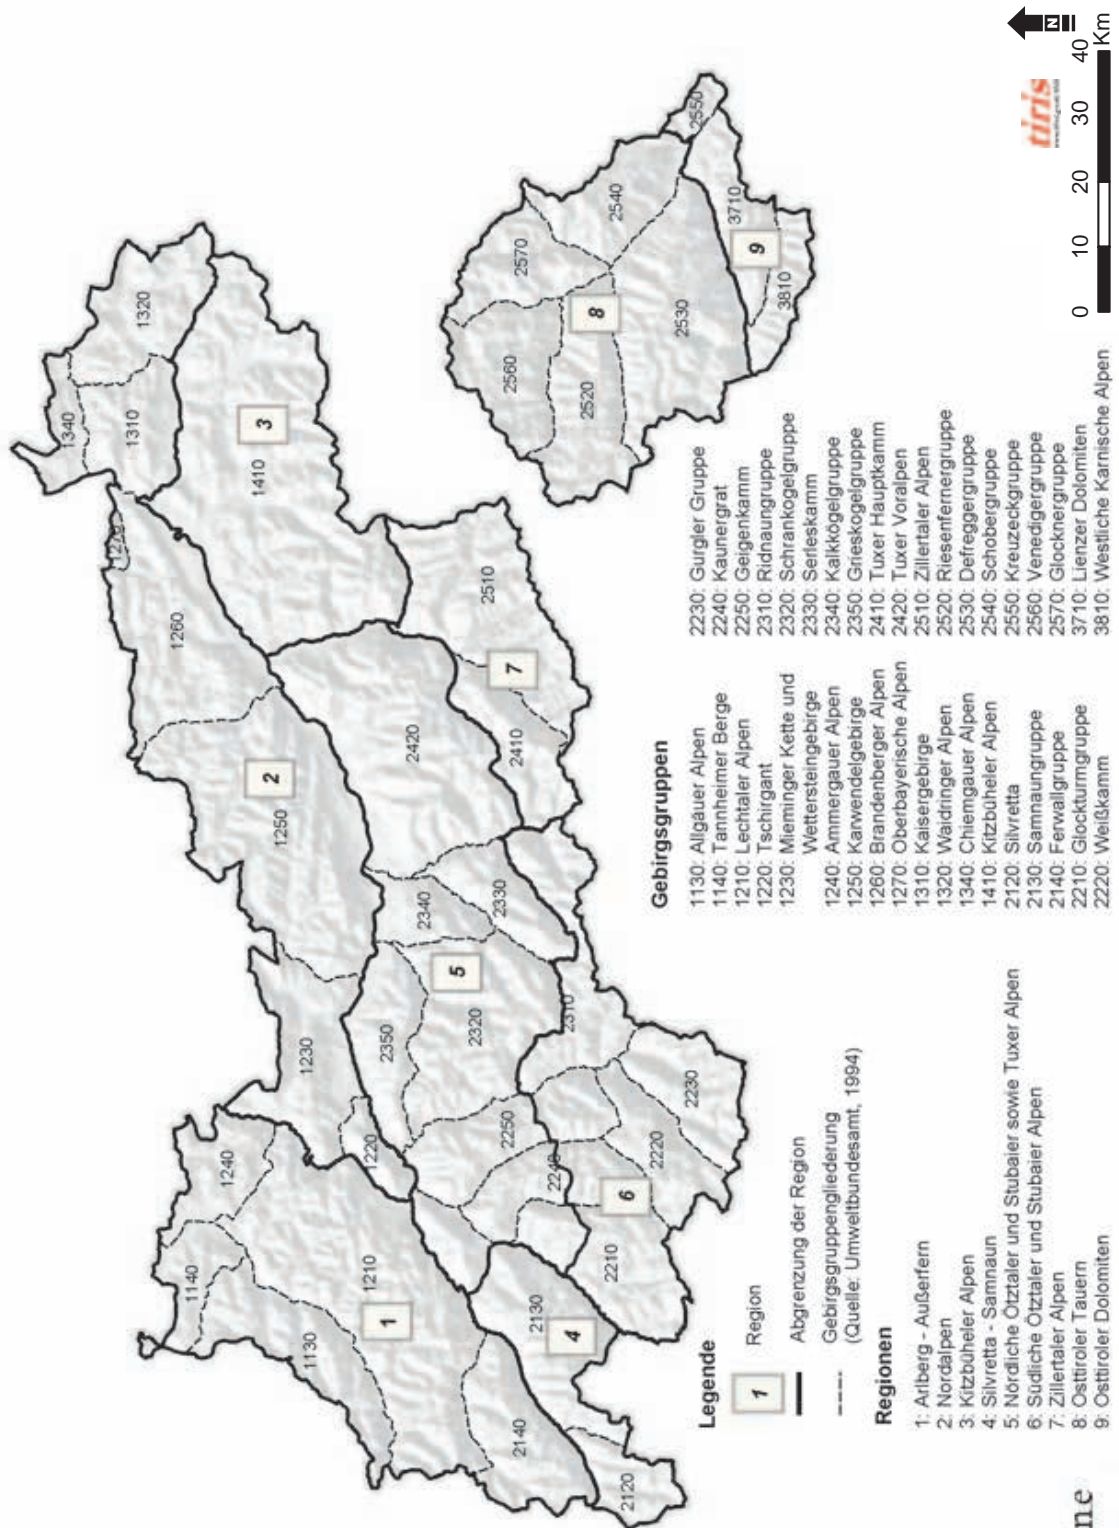 1340
1320
1310
1270
3
1410
1260
2
1250
1240
1140
1230
1130
1210
1
1220
2420
2510
7
2410
2340
2330
5
2350
2320
2310
2250
2240
2230
2220
6
2210
2130
4
2140
2120
2570
2560
2540
2550
8
2520
2530
3710
9
3810
Legende
1
Region
Abgrenzung der Region
Gebirgsgruppengliederung
(Quelle: Umweltbundesamt, 1994)
Regionen
1: Arlberg - Außerfern
2: Nordalpen
3: Kitzbüheler Alpen
4: Silvretta - Samnaun
5: Nördliche Ötztaler und Stubaier sowie Tuxer Alpen
6: Südliche Ötztaler und Stubaier Alpen
7: Zillertaler Alpen
8: Osttiroler Tauern
9: Osttiroler Dolomiten
Gebirgsgruppen
1130: Allgäuer Alpen
1140: Tannheimer Berge
1210: Lechtaler Alpen
1220: Tschirgant
1230: Mieminger Kette und
Wettersteingebirge
1240: Ammergauer Alpen
1250: Karwendelgebirge
1260: Brandenberger Alpen
1270: Oberbayerische Alpen
1310: Kaisergebirge
1320: Waidringer Alpen
1340: Chiemgauer Alpen
1410: Kitzbüheler Alpen
2120: Silvretta
2130: Samnaungruppe
2140: Ferwallgruppe
2210: Glockturmgruppe
2220: Weißkamm
2230: Gurgler Gruppe
2240: Kaunergrat
2250: Geigenkamm
2310: Ridnaungruppe
2320: Schrankogelgruppe
2330: Serleskamm
2340: Kalkkögelgruppe
2350: Grieskogelgruppe
2410: Tuxer Hauptkamm
2420: Tuxer Voralpen
2510: Zillertaler Alpen
2520: Riesenfernergruppe
2530: Defreggergruppe
2540: Schobergruppe
2550: Kreuzeckgruppe
2560: Venedigergruppe
2570: Glocknergruppe
3710: Lienzer Dolomiten
3810: Westliche Karnische Alpen
tiris
N
0 10 20 30 40
Km
ne